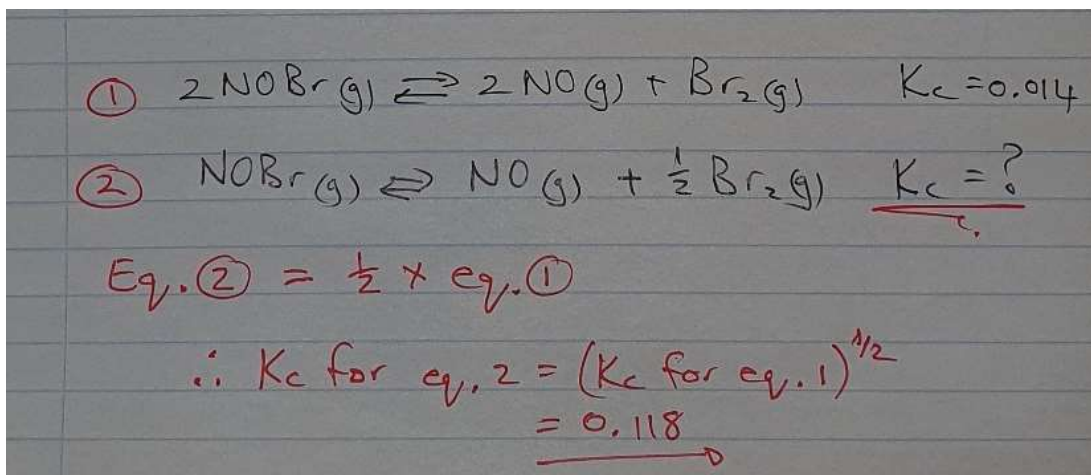 ① 2NOBr(g) ⇌ 2NO(g) + Br₂(g) Kc=0.014
② NOBr(g) ⇌ NO(g) + ½ Br₂(g) Kc = ?
Eq.② = ½ × eq.①
∴ Kc for eq. 2 = (Kc for eq. 1)^1/2
= 0.118